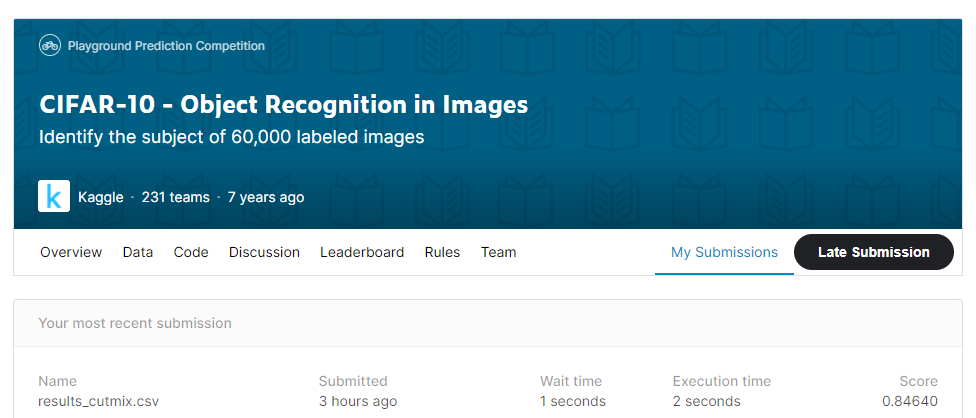 Playground Prediction Competition
CIFAR-10 - Object Recognition in Images
Identify the subject of 60,000 labeled images
k Kaggle · 231 teams · 7 years ago
Overview Data Code Discussion Leaderboard Rules Team My Submissions Late Submission
Your most recent submission
Name Submitted Wait time Execution time Score
results_cutmix.csv 3 hours ago 1 seconds 2 seconds 0.84640